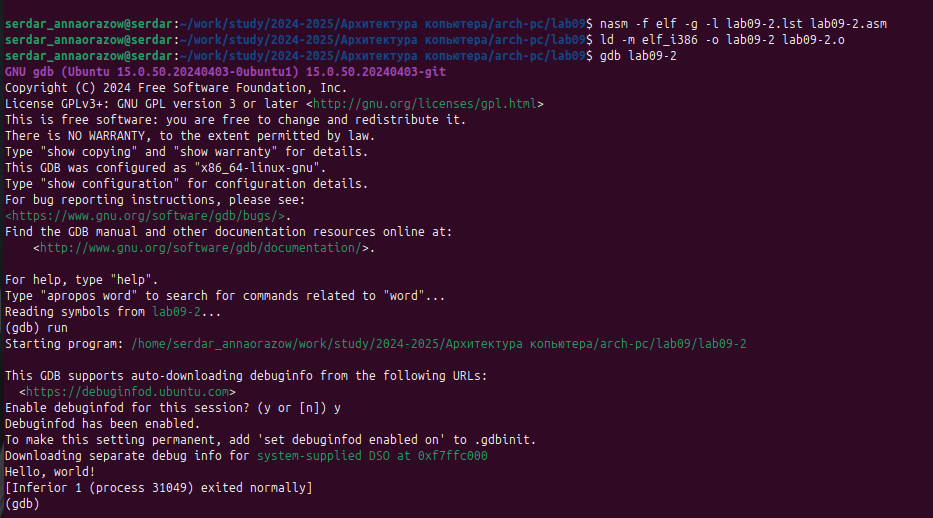 serdar_annaorazow@serdar:~/work/study/2024-2025/Архитектура копьютера/arch-pc/lab09$ nasm -f elf -g -l lab09-2.lst lab09-2.asm
serdar_annaorazow@serdar:~/work/study/2024-2025/Архитектура копьютера/arch-pc/lab09$ ld -m elf_i386 -o lab09-2 lab09-2.o
serdar_annaorazow@serdar:~/work/study/2024-2025/Архитектура копьютера/arch-pc/lab09$ gdb lab09-2
GNU gdb (Ubuntu 15.0.50.20240403-0ubuntu1) 15.0.50.20240403-git
Copyright (C) 2024 Free Software Foundation, Inc.
License GPLv3+: GNU GPL version 3 or later <http://gnu.org/licenses/gpl.html>
This is free software: you are free to change and redistribute it.
There is NO WARRANTY, to the extent permitted by law.
Type "show copying" and "show warranty" for details.
This GDB was configured as "x86_64-linux-gnu".
Type "show configuration" for configuration details.
For bug reporting instructions, please see:
<https://www.gnu.org/software/gdb/bugs/>.
Find the GDB manual and other documentation resources online at:
    <http://www.gnu.org/software/gdb/documentation/>.

For help, type "help".
Type "apropos word" to search for commands related to "word"...
Reading symbols from lab09-2...
(gdb) run
Starting program: /home/serdar_annaorazow/work/study/2024-2025/Архитектура копьютера/arch-pc/lab09/lab09-2

This GDB supports auto-downloading debuginfo from the following URLs:
  <https://debuginfod.ubuntu.com>
Enable debuginfod for this session? (y or [n]) y
Debuginfod has been enabled.
To make this setting permanent, add 'set debuginfod enabled on' to .gdbinit.
Downloading separate debug info for system-supplied DSO at 0xf7ffc000
Hello, world!
[Inferior 1 (process 31049) exited normally]
(gdb)